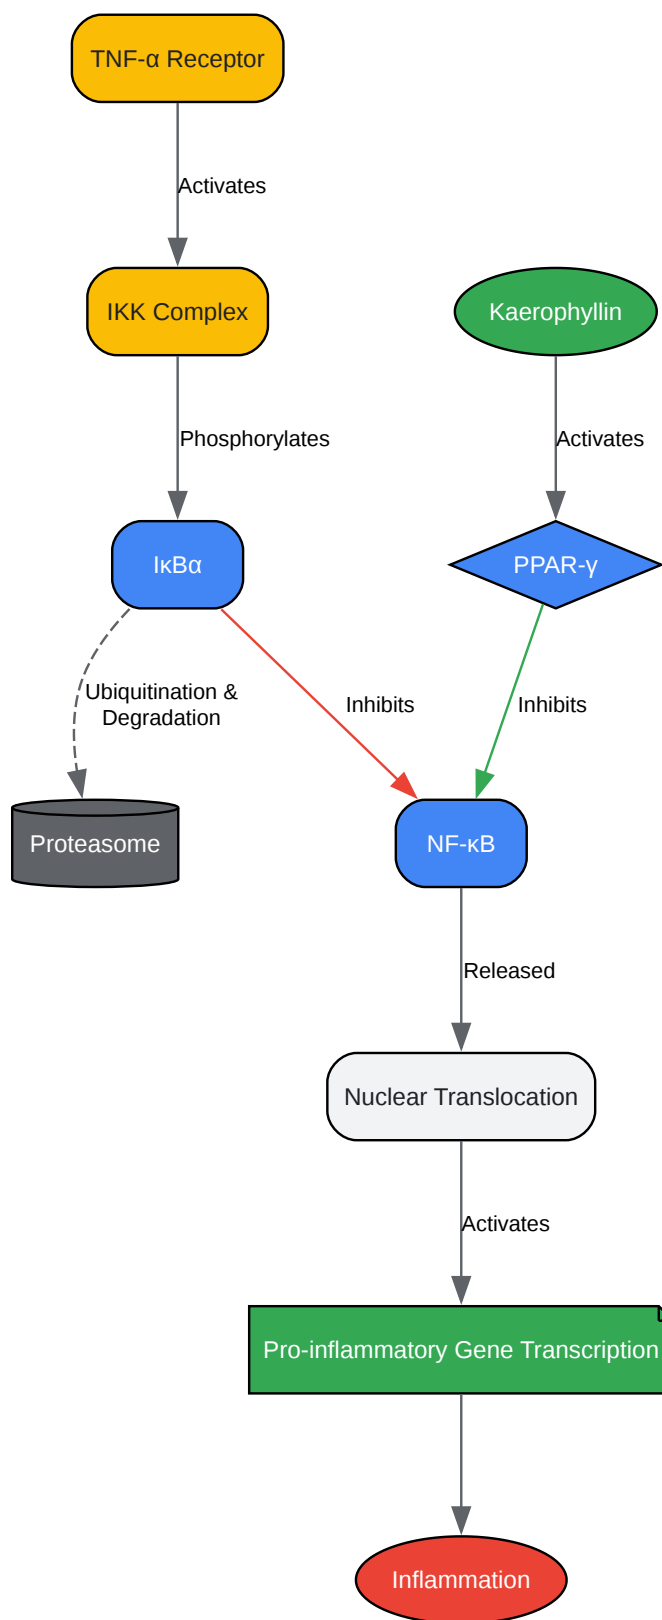 TNF-α Receptor
Activates
IKK Complex
Kaerophyllin
Phosphorylates
Activates
IκBα
PPAR-γ
Ubiquitination &
Degradation
Inhibits
Inhibits
Proteasome
NF-κB
Released
Nuclear Translocation
Activates
Pro-inflammatory Gene Transcription
Inflammation